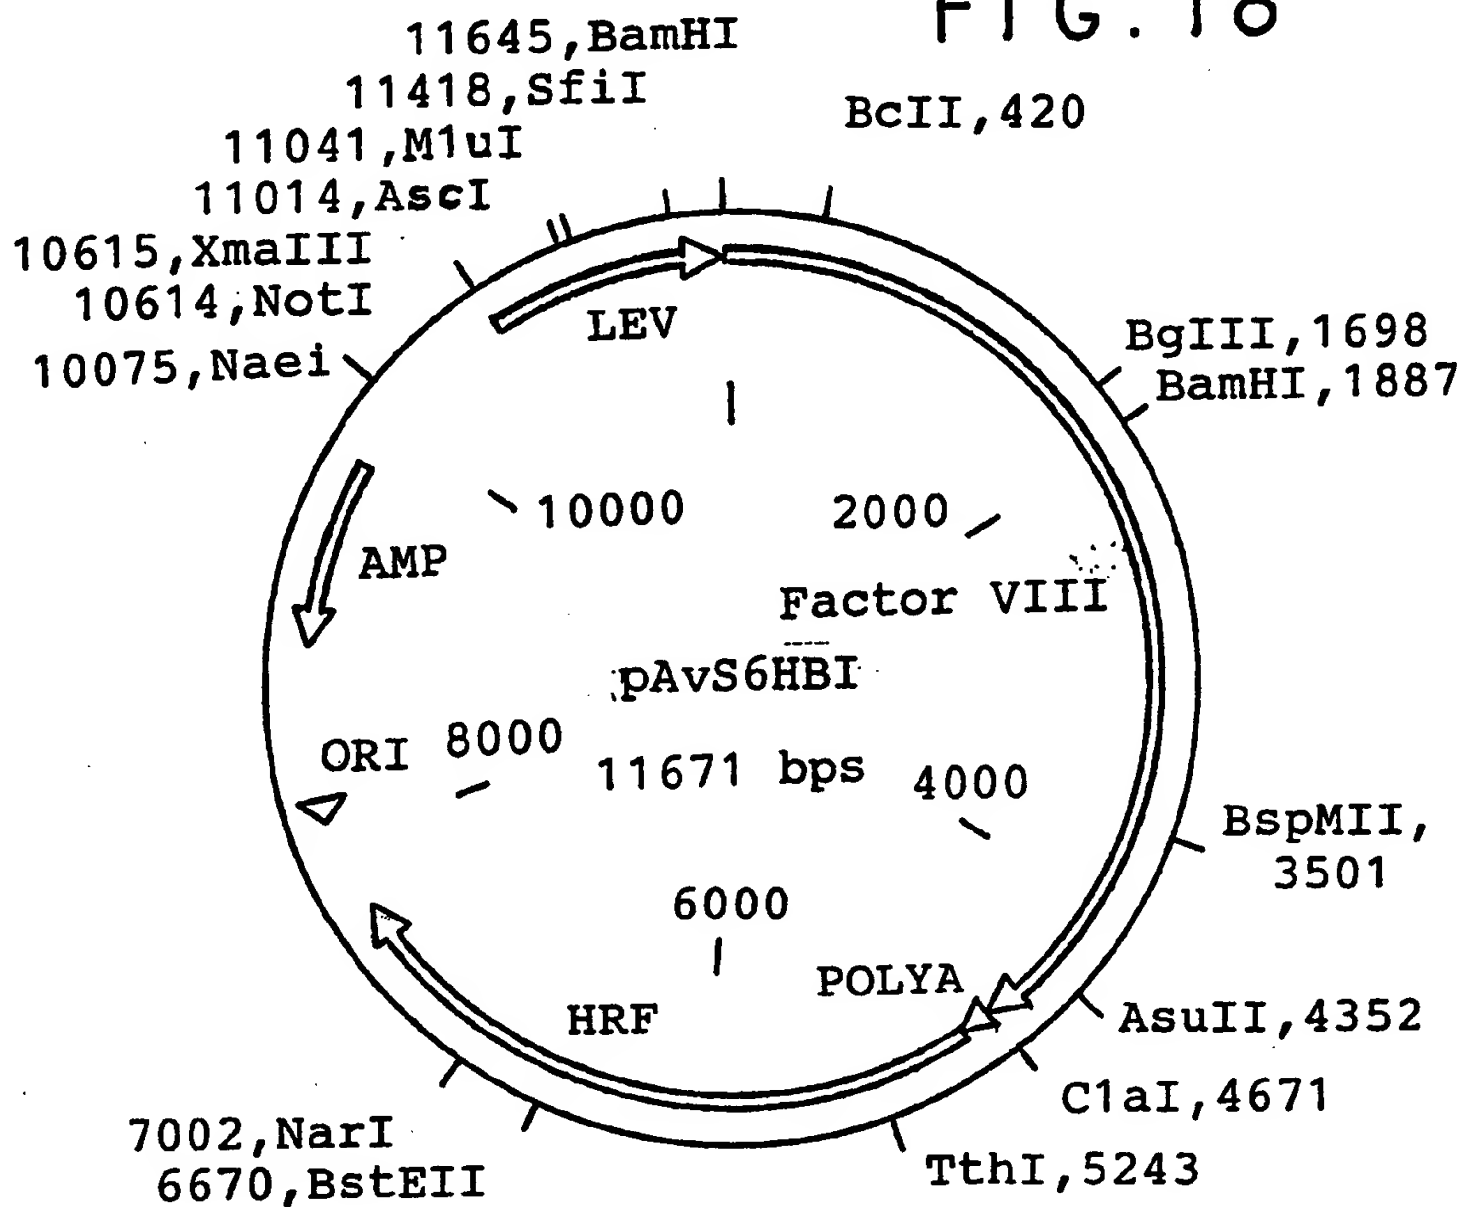 FIG. 18
11645,BamHI
11418,SfiI
11041,M1uI
11014,AscI
10615,XmaIII
10614,NotI
10075,Naei
BcII,420
BgIII,1698
BamHI,1887
LEV
10000
2000
AMP
Factor VIII
pAvS6HBI
ORI
8000
11671 bps
4000
BspMII,
3501
6000
POLYA
HRF
AsuII,4352
C1aI,4671
7002,NarI
6670,BstEII
TthI,5243